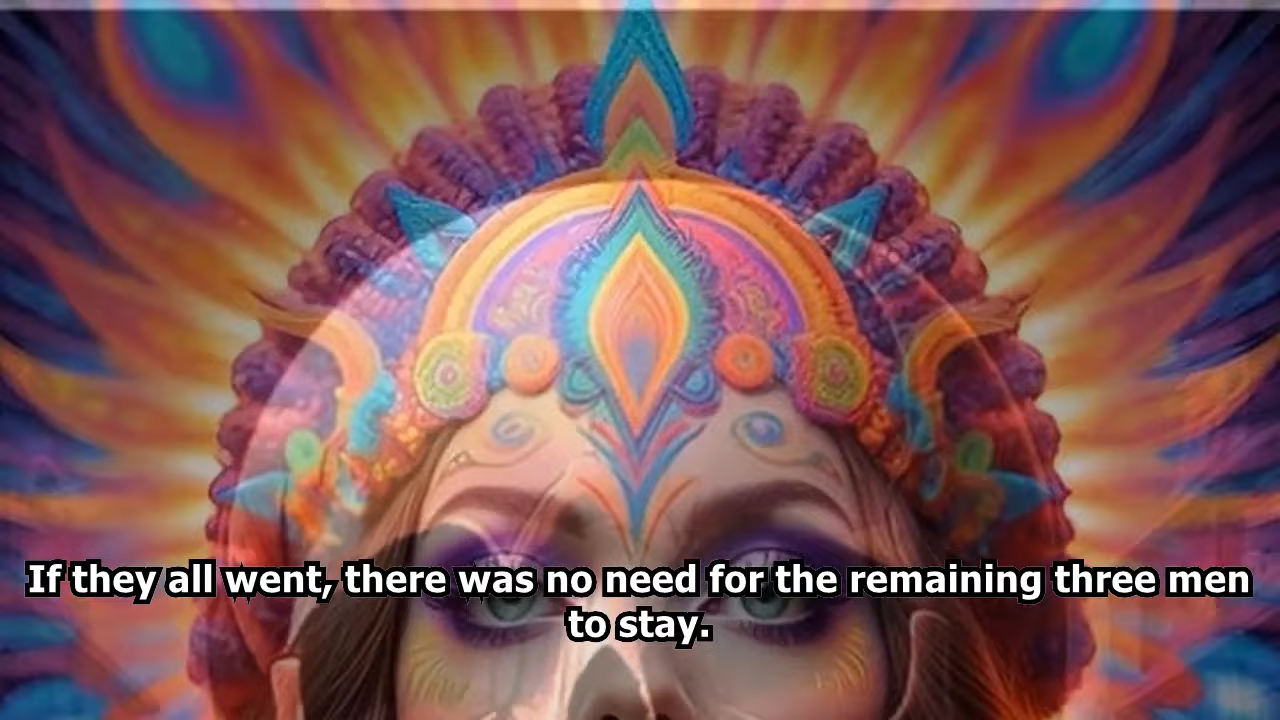 If they all went, there was no need for the remaining three men
to stay.